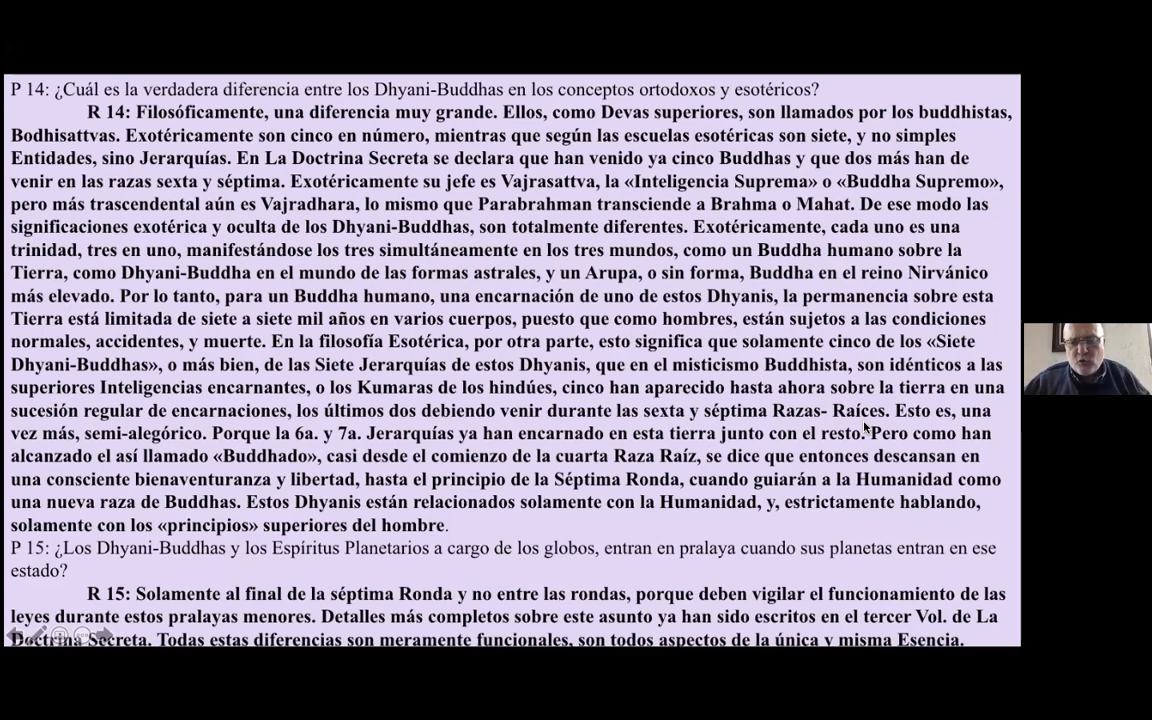 P 14: ¿Cuál es la verdadera diferencia entre los Dhyani-Buddhas en los conceptos ortodoxos y esotéricos?
R 14: Filosóficamente, una diferencia muy grande. Ellos, como Devas superiores, son llamados por los buddhistas,
Bodhisattvas. Exotéricamente son cinco en número, mientras que según las escuelas esotéricas son siete, y no simples
Entidades, sino Jerarquías. En La Doctrina Secreta se declara que han venido ya cinco Buddhas y que dos más han de
venir en las razas sexta y séptima. Exotéricamente su jefe es Vajrasattva, la «Inteligencia Suprema» o «Buddha Supremo»,
pero más trascendental aún es Vajradhara, lo mismo que Parabrahman transciende a Brahma o Mahat. De ese modo las
significaciones exotérica y oculta de los Dhyani-Buddhas, son totalmente diferentes. Exotéricamente, cada uno es una
trinidad, tres en uno, manifestándose los tres simultáneamente en los tres mundos, como un Buddha humano sobre la
Tierra, como Dhyani-Buddha en el mundo de las formas astrales, y un Arupa, o sin forma, Buddha en el reino Nirvánico
más elevado. Por lo tanto, para un Buddha humano, una encarnación de uno de estos Dhyanis, la permanencia sobre esta
Tierra está limitada de siete a siete mil años en varios cuerpos, puesto que como hombres, están sujetos a las condiciones
normales, accidentes, y muerte. En la filosofía Esotérica, por otra parte, esto significa que solamente cinco de los «Siete
Dhyani-Buddhas», o más bien, de las Siete Jerarquías de estos Dhyanis, que en el misticismo Buddhista, son idénticos a las
superiores Inteligencias encarnantes, o los Kumaras de los hindúes, cinco han aparecido hasta ahora sobre la tierra en una
sucesión regular de encarnaciones, los últimos dos debiendo venir durante las sexta y séptima Razas- Raíces. Esto es, una
vez más, semi-alegórico. Porque la 6a. y 7a. Jerarquías ya han encarnado en esta tierra junto con el resto. Pero como han
alcanzado el así llamado «Buddhado», casi desde el comienzo de la cuarta Raza Raíz, se dice que entonces descansan en
una consciente bienaventuranza y libertad, hasta el principio de la Séptima Ronda, cuando guiarán a la Humanidad como
una nueva raza de Buddhas. Estos Dhyanis están relacionados solamente con la Humanidad, y, estrictamente hablando,
solamente con los «principios» superiores del hombre.
P 15: ¿Los Dhyani-Buddhas y los Espíritus Planetarios a cargo de los globos, entran en pralaya cuando sus planetas entran en ese
estado?
R 15: Solamente al final de la séptima Ronda y no entre las rondas, porque deben vigilar el funcionamiento de las
leyes durante estos pralayas menores. Detalles más completos sobre este asunto ya han sido escritos en el tercer Vol. de La
Doctrina Secreta. Todas estas diferencias son meramente funcionales, son todos aspectos de la única y misma Esencia.